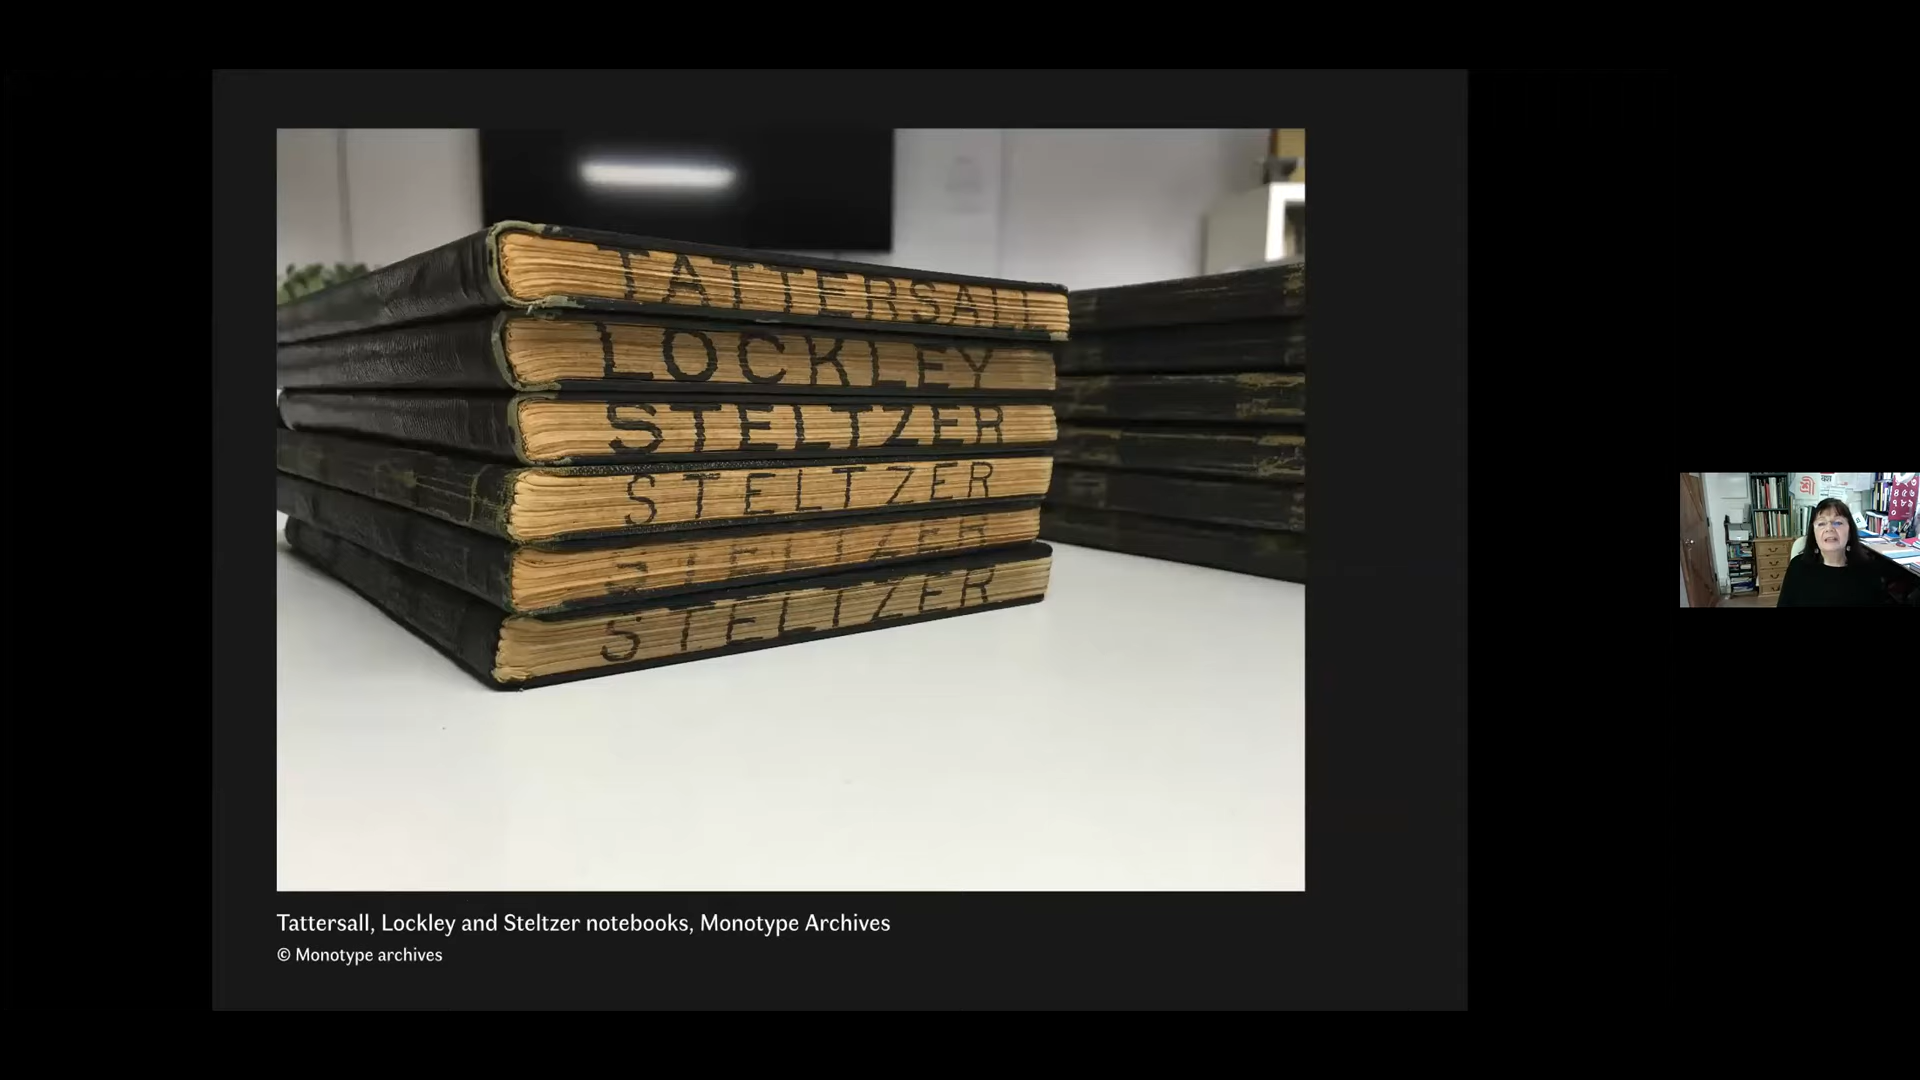 TATTERSALL
LOCKLEY
STELTZER
STELTZER
STELTZER
STELTZER
Tattersall, Lockley and Steltzer notebooks, Monotype Archives
© Monotype archives